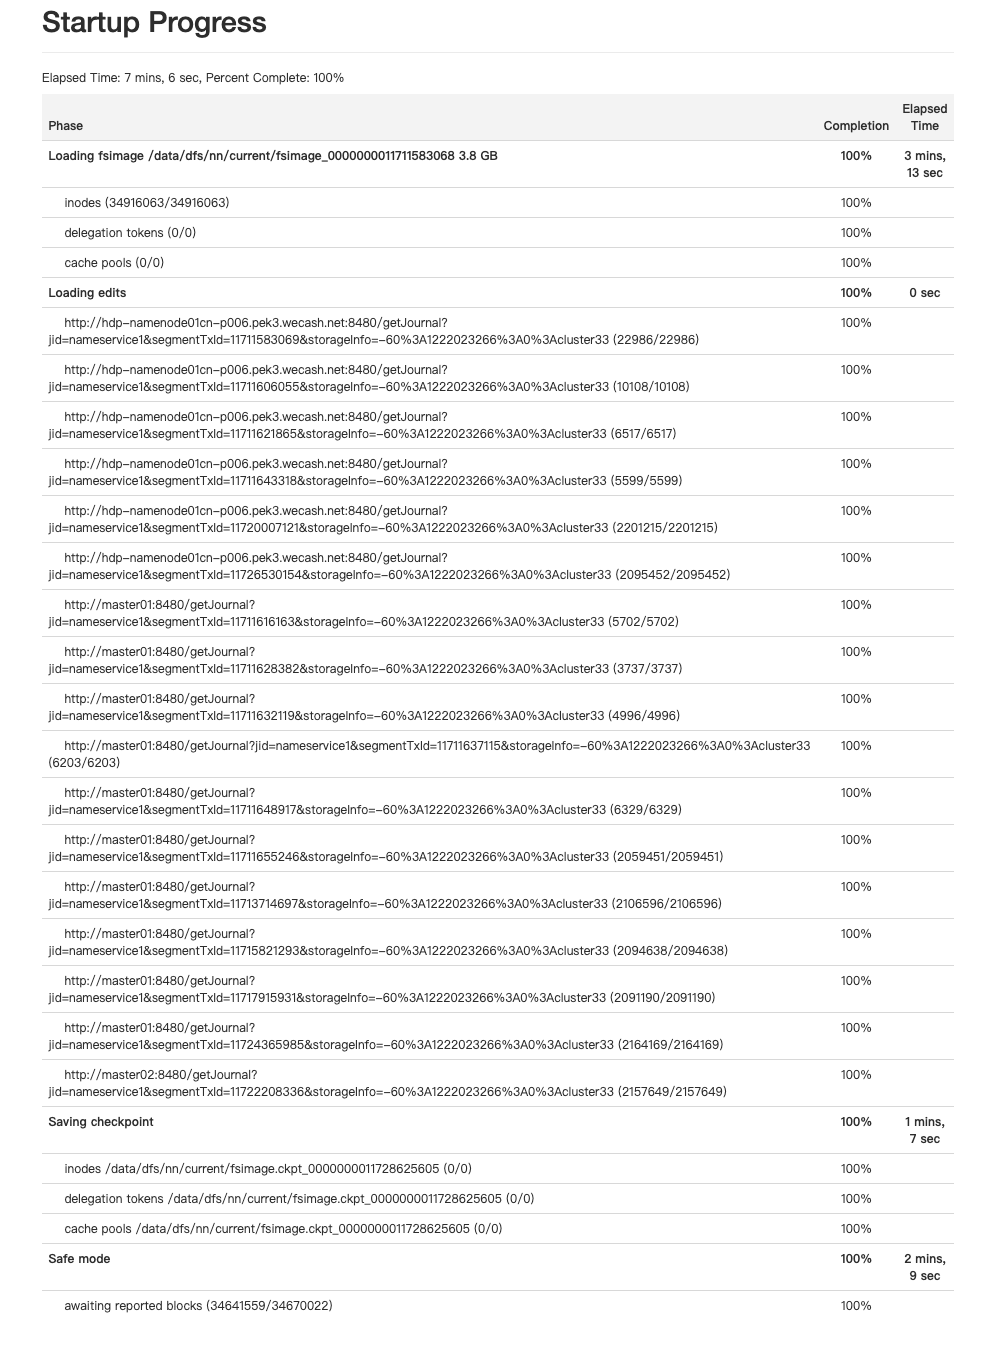 Startup Progress
Elapsed Time: 7 mins, 6 sec, Percent Complete: 100%
Phase Completion Elapsed Time
Loading fsimage /data/dfs/nn/current/fsimage_0000000011711583068 3.8 GB 100% 3 mins, 13 sec
inodes (34916063/34916063) 100%
delegation tokens (0/0) 100%
cache pools (0/0) 100%
Loading edits 100% 0 sec
http://hdp-namenode01cn-p006.pek3.wecash.net:8480/getJournal? 100%
jid=nameservice1&segmentTxId=11711583069&storageInfo=-60%3A1222023266%3A0%3Acluster33 (22986/22986)
http://hdp-namenode01cn-p006.pek3.wecash.net:8480/getJournal? 100%
jid=nameservice1&segmentTxId=11711606055&storageInfo=-60%3A1222023266%3A0%3Acluster33 (10108/10108)
http://hdp-namenode01cn-p006.pek3.wecash.net:8480/getJournal? 100%
jid=nameservice1&segmentTxId=11711621865&storageInfo=-60%3A1222023266%3A0%3Acluster33 (6517/6517)
http://hdp-namenode01cn-p006.pek3.wecash.net:8480/getJournal? 100%
jid=nameservice1&segmentTxId=11711643318&storageInfo=-60%3A1222023266%3A0%3Acluster33 (5599/5599)
http://hdp-namenode01cn-p006.pek3.wecash.net:8480/getJournal? 100%
jid=nameservice1&segmentTxId=11720007121&storageInfo=-60%3A1222023266%3A0%3Acluster33 (2201215/2201215)
http://hdp-namenode01cn-p006.pek3.wecash.net:8480/getJournal? 100%
jid=nameservice1&segmentTxId=11726530154&storageInfo=-60%3A1222023266%3A0%3Acluster33 (2095452/2095452)
http://master01:8480/getJournal? 100%
jid=nameservice1&segmentTxId=11711616163&storageInfo=-60%3A1222023266%3A0%3Acluster33 (5702/5702)
http://master01:8480/getJournal? 100%
jid=nameservice1&segmentTxId=11711628382&storageInfo=-60%3A1222023266%3A0%3Acluster33 (3737/3737)
http://master01:8480/getJournal? 100%
jid=nameservice1&segmentTxId=11711632119&storageInfo=-60%3A1222023266%3A0%3Acluster33 (4996/4996)
http://master01:8480/getJournal?jid=nameservice1&segmentTxId=11711637115&storageInfo=-60%3A1222023266%3A0%3Acluster33 100%
(6203/6203)
http://master01:8480/getJournal? 100%
jid=nameservice1&segmentTxId=11711648917&storageInfo=-60%3A1222023266%3A0%3Acluster33 (6329/6329)
http://master01:8480/getJournal? 100%
jid=nameservice1&segmentTxId=11711655246&storageInfo=-60%3A1222023266%3A0%3Acluster33 (2059451/2059451)
http://master01:8480/getJournal? 100%
jid=nameservice1&segmentTxId=11713714697&storageInfo=-60%3A1222023266%3A0%3Acluster33 (2106596/2106596)
http://master01:8480/getJournal? 100%
jid=nameservice1&segmentTxId=11715821293&storageInfo=-60%3A1222023266%3A0%3Acluster33 (2094638/2094638)
http://master01:8480/getJournal? 100%
jid=nameservice1&segmentTxId=11717915931&storageInfo=-60%3A1222023266%3A0%3Acluster33 (2091190/2091190)
http://master01:8480/getJournal? 100%
jid=nameservice1&segmentTxId=11724365985&storageInfo=-60%3A1222023266%3A0%3Acluster33 (2164169/2164169)
http://master02:8480/getJournal? 100%
jid=nameservice1&segmentTxId=11722208336&storageInfo=-60%3A1222023266%3A0%3Acluster33 (2157649/2157649)
Saving checkpoint 100% 1 mins, 7 sec
inodes /data/dfs/nn/current/fsimage.ckpt_0000000011728625605 (0/0) 100%
delegation tokens /data/dfs/nn/current/fsimage.ckpt_0000000011728625605 (0/0) 100%
cache pools /data/dfs/nn/current/fsimage.ckpt_0000000011728625605 (0/0) 100%
Safe mode 100% 2 mins, 9 sec
awaiting reported blocks (34641559/34670022) 100%